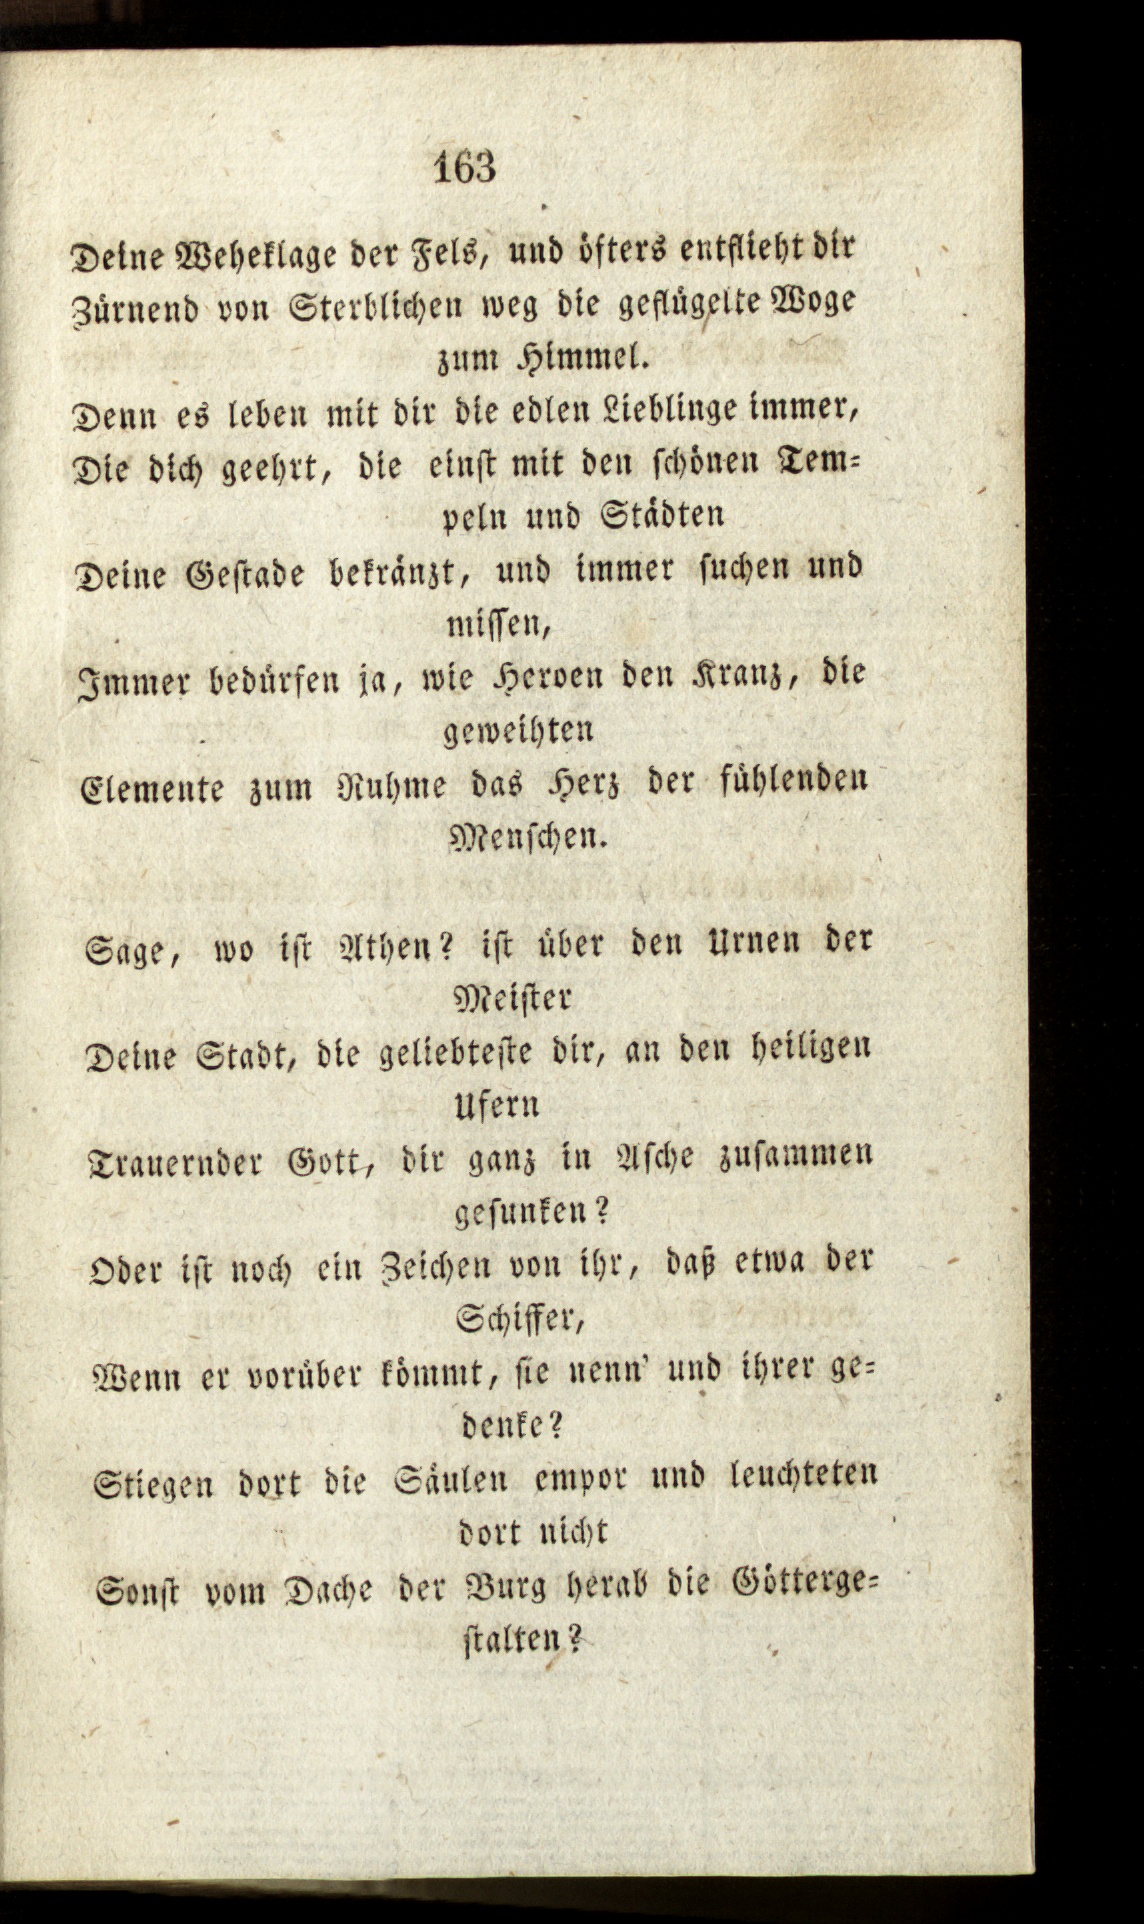 163
Deine Weheklage der Fels, und öfters entflieht dir
Zürnend von Sterblichen weg die geflügelte Woge
zum Himmel.
Denn es leben mit dir die edlen Lieblinge immer,
Die dich geehrt, die einst mit den schönen Tem-
peln und Städten
Deine Gestade bekränzt, und immer suchen und
missen,
Immer bedürfen ja, wie Heroen den Kranz, die
geweihten
Elemente zum Ruhme das Herz der fühlenden
Menschen.
Sage, wo ist Athen? ist über den Urnen der
Meister
Deine Stadt, die geliebteste dir, an den heiligen
Ufern
Trauernder Gott, dir ganz in Asche zusammen
gesunken?
Oder ist noch ein Zeichen von ihr, daß etwa der
Schiffer,
Wenn er vorüber kömmt, sie nenn' und ihrer ge-
denke?
Stiegen dort die Säulen empor und leuchteten
dort nicht
Sonst vom Dache der Burg herab die Götterge-
stalten?